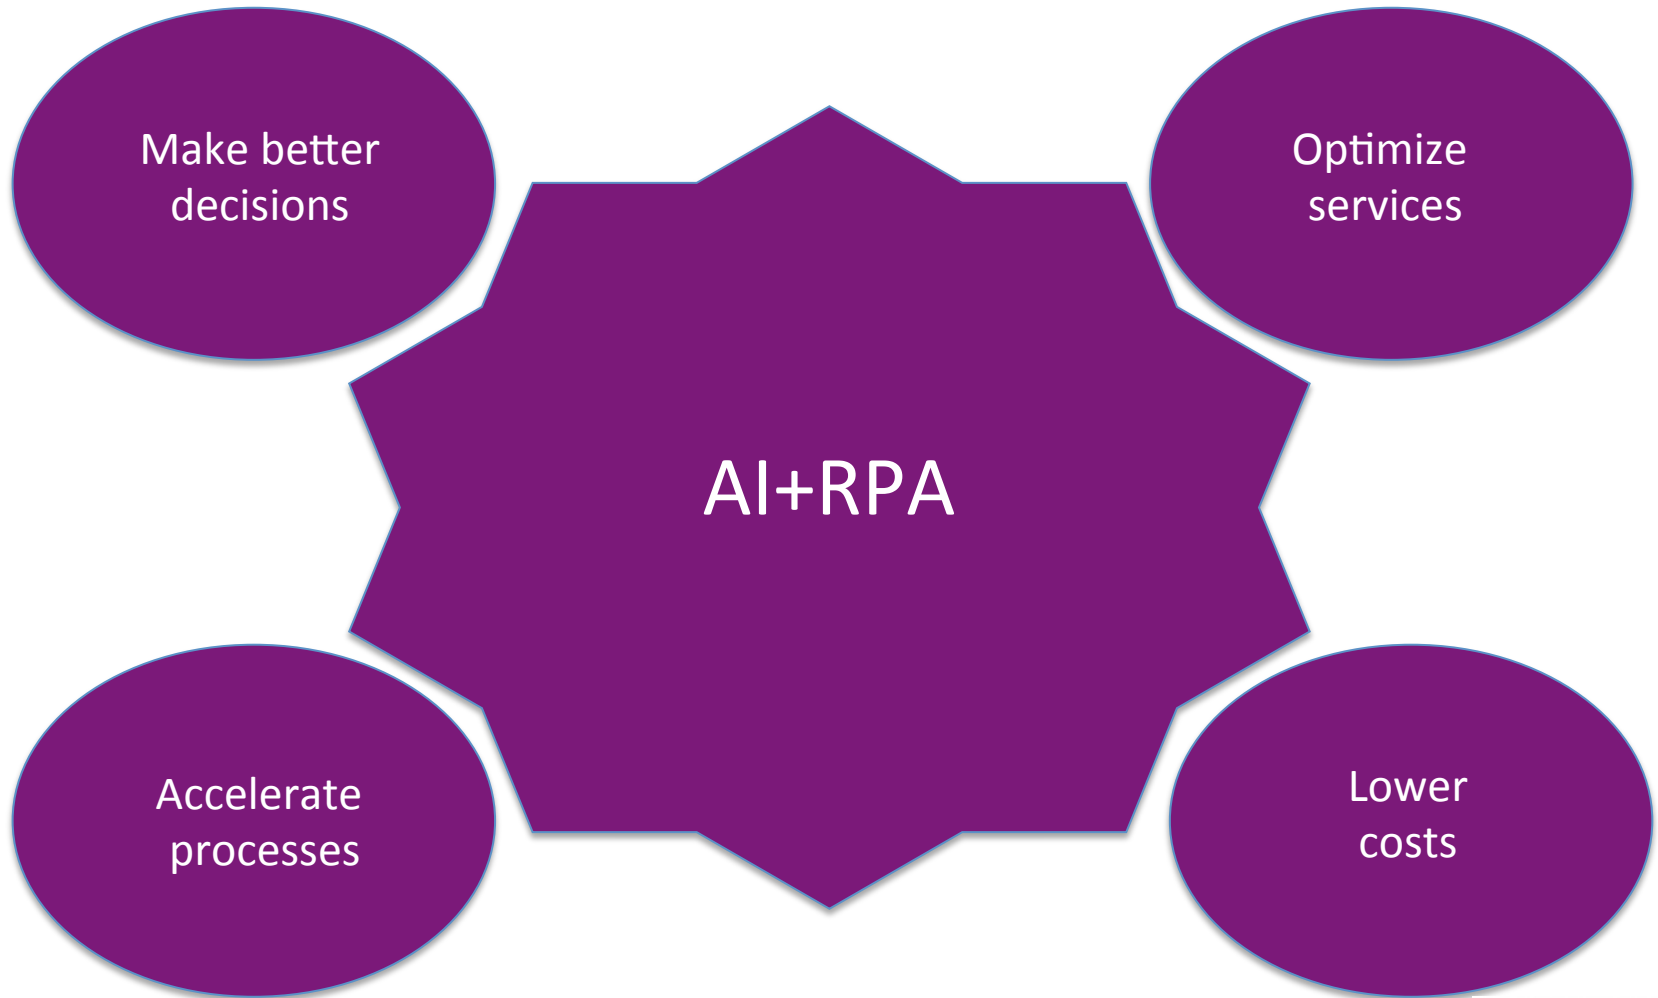 Make better
decisions
Optimize
services
AI+RPA
Accelerate
processes
Lower
costs